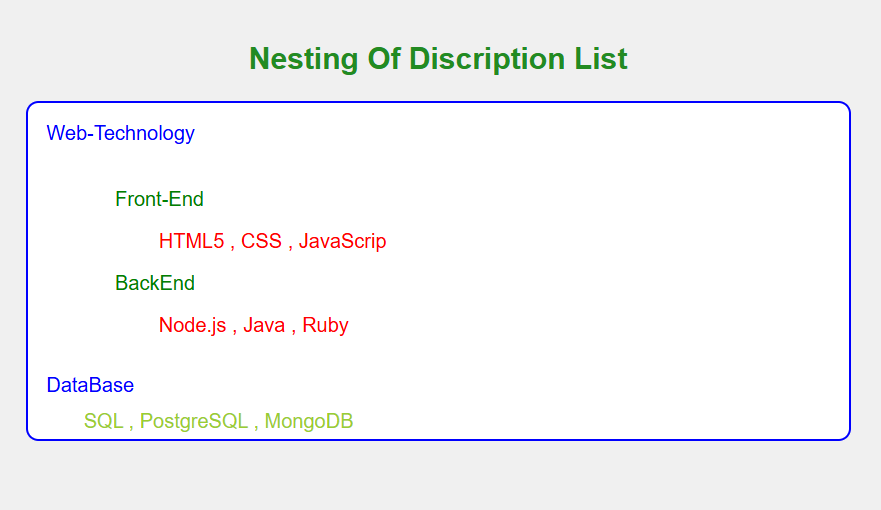 Nesting Of Discription List
Web-Technology
Front-End
HTML5 , CSS , JavaScrip
BackEnd
Node.js , Java , Ruby
DataBase
SQL , PostgreSQL , MongoDB